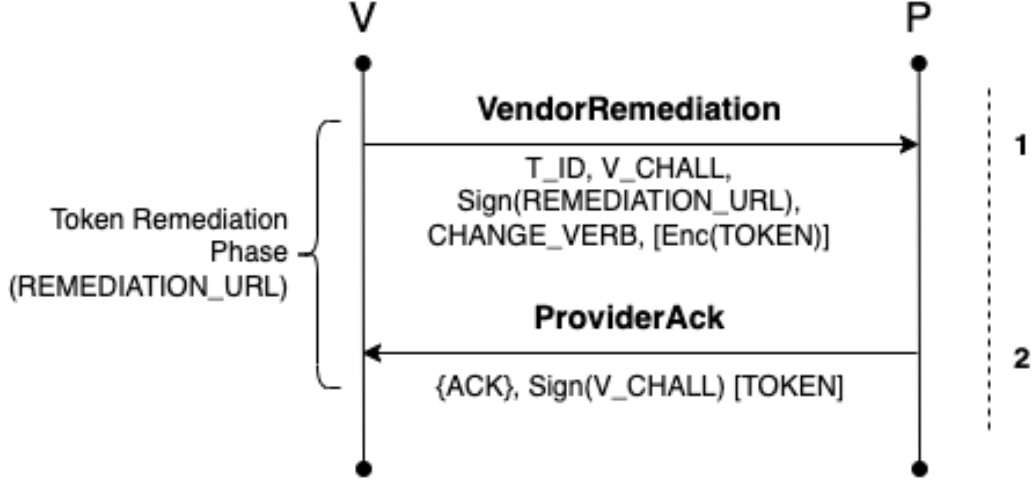 V
P
VendorRemediation
1
T_ID, V_CHALL,
Sign(REMEDIATION_URL),
CHANGE_VERB, [Enc(TOKEN)]
Token Remediation
Phase
(REMEDIATION_URL)
ProviderAck
2
{ACK}, Sign(V_CHALL) [TOKEN]